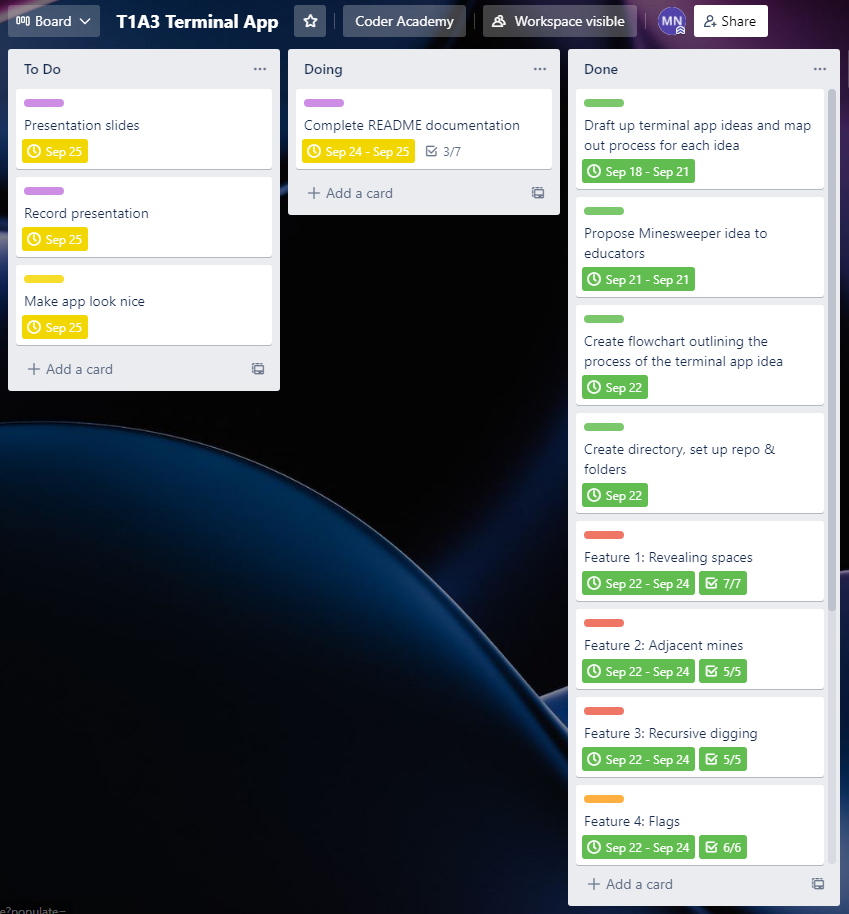 Board
T1A3 Terminal App
Coder Academy
Workspace visible
MN
Share
To Do
Presentation slides
Sep 25
Record presentation
Sep 25
Make app look nice
Sep 25
Add a card
Doing
Complete README documentation
Sep 24 - Sep 25
3/7
Add a card
Done
Draft up terminal app ideas and map
out process for each idea
Sep 18 - Sep 21
Propose Minesweeper idea to
educators
Sep 21 - Sep 21
Create flowchart outlining the
process of the terminal app idea
Sep 22
Create directory, set up repo &
folders
Sep 22
Feature 1: Revealing spaces
Sep 22 - Sep 24 7/7
Feature 2: Adjacent mines
Sep 22 - Sep 24 5/5
Feature 3: Recursive digging
Sep 22 - Sep 24 5/5
Feature 4: Flags
Sep 22 - Sep 24 6/6
Add a card
e?populate=